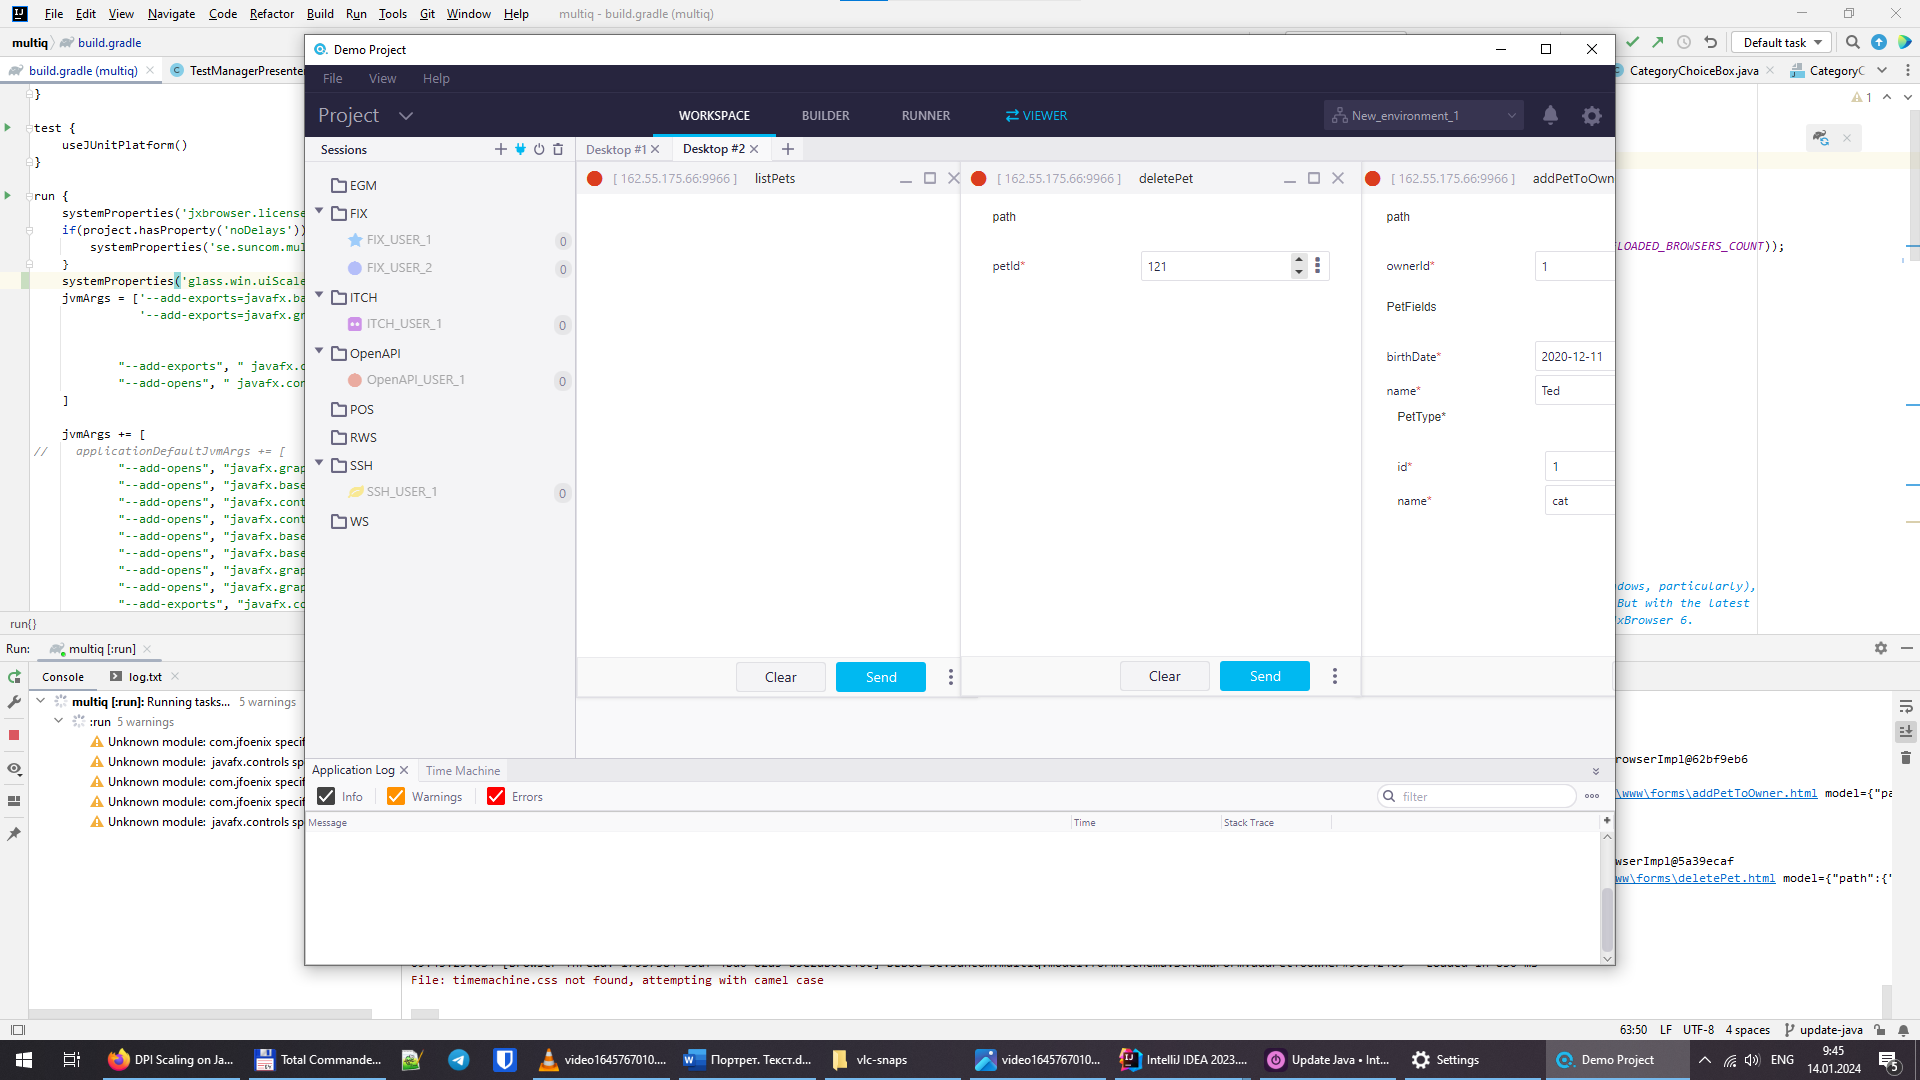 File Edit View Navigate Code Refactor Build Run Tools Git Window Help multiq - build.gradle (multiq)
multiq build.gradle
Default task
build.gradle (multiq)
TestManagerPresente
CategoryChoiceBox.java
CategoryC
1
}
test {
useJUnitPlatform()
}
run {
systemProperties('jxbrowser.license
if(project.hasProperty('noDelays')
systemProperties('se.suncom.mul
}
systemProperties('glass.win.uiScale
jvmArgs = ['--add-exports=javafx.ba
'--add-exports=javafx.gr
"--add-exports", " javafx.c
"--add-opens", " javafx.con
]
jvmArgs += [
// applicationDefaultJvmArgs += [
"--add-opens", "javafx.grap
"--add-opens", "javafx.base
"--add-opens", "javafx.cont
"--add-opens", "javafx.cont
"--add-opens", "javafx.base
"--add-opens", "javafx.base
"--add-opens", "javafx.grap
"--add-opens", "javafx.grap
"--add-exports", "javafx.co
LOADED_BROWSERS_COUNT));
ndows, particularly),
But with the latest
xBrowser 6.
run{}
Demo Project
File View Help
Project
WORKSPACE BUILDER RUNNER VIEWER
New_environment_1
Sessions
EGM
FIX
FIX_USER_1 0
FIX_USER_2 0
ITCH
ITCH_USER_1 0
OpenAPI
OpenAPI_USER_1 0
POS
RWS
SSH
SSH_USER_1 0
WS
Desktop #1
Desktop #2
[ 162.55.175.66:9966 ] listPets
Clear Send
[ 162.55.175.66:9966 ] deletePet
path
petId* 121
Clear Send
[ 162.55.175.66:9966 ] addPetToOwn
path
ownerId* 1
PetFields
birthDate* 2020-12-11
name* Ted
PetType*
id* 1
name* cat
Application Log
Time Machine
Info Warnings Errors
filter
Message Time Stack Trace
Run: multiq [:run]
Console log.txt
multiq [:run]: Running tasks... 5 warnings
:run 5 warnings
Unknown module: com.jfoenix specif
Unknown module: javafx.controls sp
Unknown module: com.jfoenix specif
Unknown module: com.jfoenix specif
Unknown module: javafx.controls sp
rowserImpl@62bf9eb6
ww\forms\addPetToOwner.html model={"pa
wserImpl@5a39ecaf
ww\forms\deletePet.html model={"path":{"
File: timemachine.css not found, attempting with camel case
63:50 LF UTF-8 4 spaces update-java
DPI Scaling on Ja...
Total Commande...
video1645767010....
Портрет. Текст.d...
vlc-snaps
video1645767010...
IntelliJ IDEA 2023....
Update Java • Int...
Settings
Demo Project
ENG
9:45
14.01.2024
5